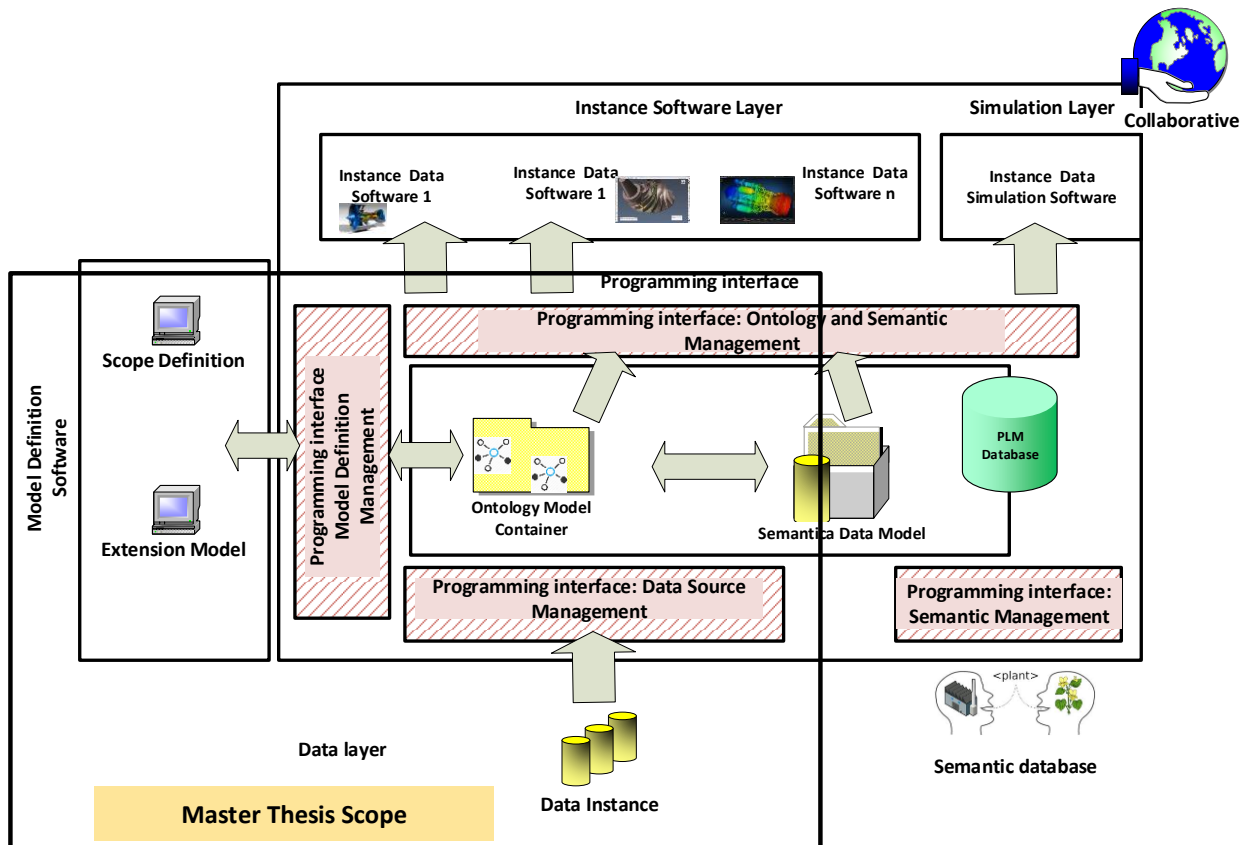 Instance Software Layer
Simulation Layer
Collaborative
Instance Data
Software 1
Instance Data
Software 1
Instance Data
Software n
Instance Data
Simulation Software
Programming interface
Programming interface: Ontology and Semantic
Management
Model Definition
Software
Scope Definition
Extension Model
Programming interface
Model Definition
Management
Ontology Model
Container
Semantica Data Model
PLM
Database
Programming interface: Data Source
Management
Programming interface:
Semantic Management
<plant>
Semantic database
Data layer
Data Instance
Master Thesis Scope